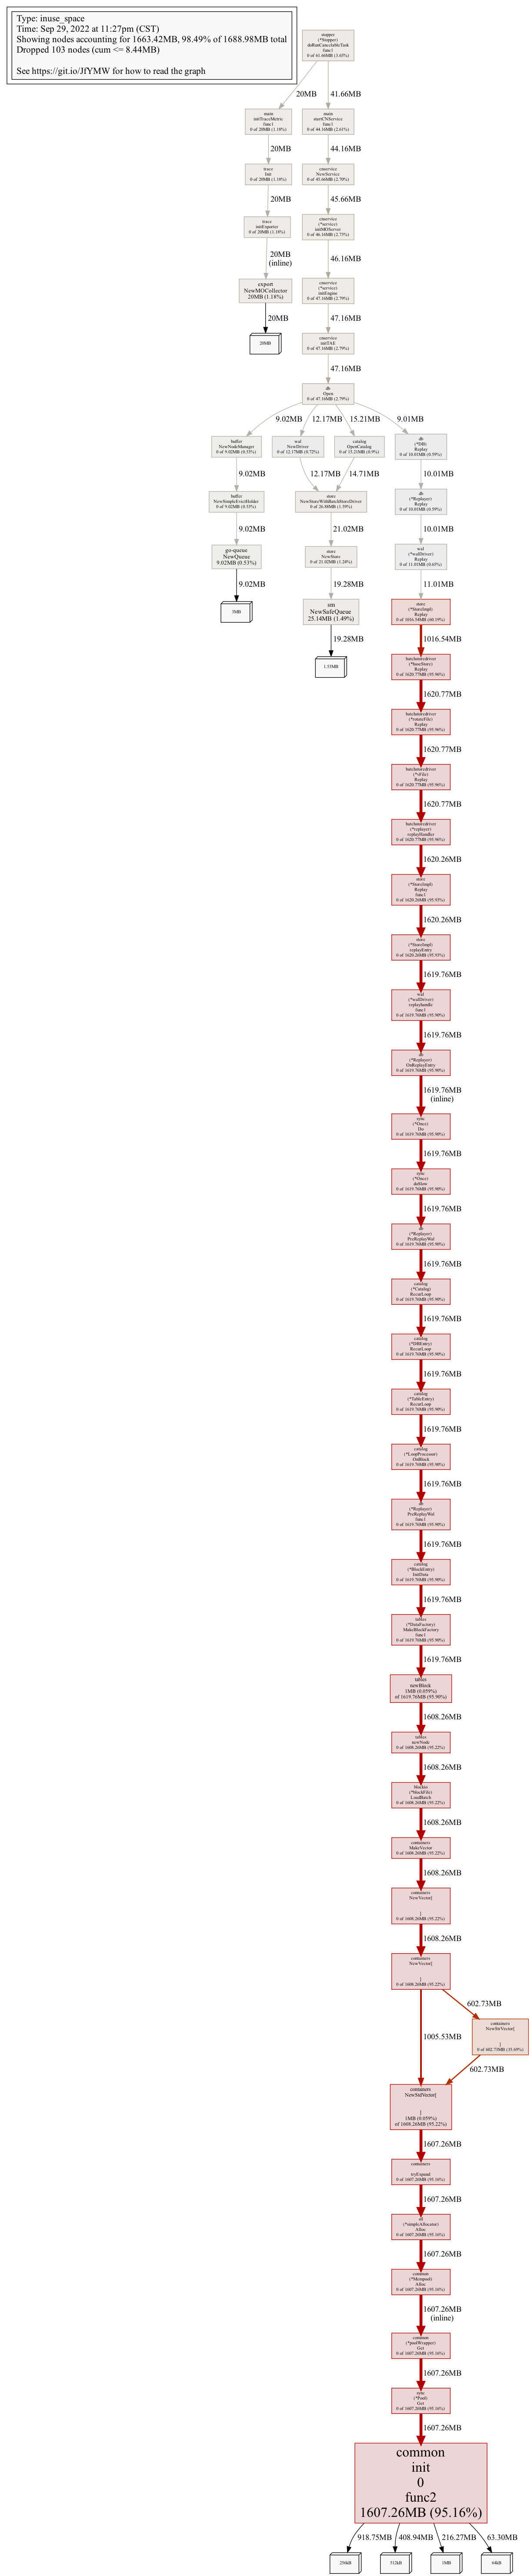 Type: inuse_space
Time: Sep 29, 2022 at 11:27pm (CST)
Showing nodes accounting for 1663.42MB, 98.49% of 1688.98MB total
Dropped 103 nodes (cum <= 8.44MB)
See https://git.io/JfYMW for how to read the graph
stopper
(*Stopper)
doRunCancelableTask
func1
0 of 61.66MB (3.65%)
20MB
41.66MB
main
initTraceMetric
func1
0 of 20MB (1.18%)
main
startCNService
func1
0 of 44.16MB (2.61%)
20MB
44.16MB
trace
Init
0 of 20MB (1.18%)
cnservice
NewService
0 of 45.66MB (2.70%)
20MB
45.66MB
trace
initExporter
0 of 20MB (1.18%)
cnservice
(*service)
initMOServer
0 of 46.16MB (2.73%)
20MB
(inline)
46.16MB
export
NewMOCollector
20MB (1.18%)
cnservice
(*service)
initEngine
0 of 47.16MB (2.79%)
20MB
47.16MB
20MB
cnservice
initTAE
0 of 47.16MB (2.79%)
47.16MB
db
Open
0 of 47.16MB (2.79%)
9.02MB
12.17MB
15.21MB
9.01MB
buffer
NewNodeManager
0 of 9.02MB (0.53%)
wal
NewDriver
0 of 12.17MB (0.72%)
catalog
OpenCatalog
0 of 15.21MB (0.9%)
db
(*DB)
Replay
0 of 10.01MB (0.59%)
9.02MB
12.17MB
14.71MB
10.01MB
buffer
NewSimpleEvictHolder
0 of 9.02MB (0.53%)
store
NewStoreWithBatchStoreDriver
0 of 26.88MB (1.59%)
db
(*Replayer)
Replay
0 of 10.01MB (0.59%)
9.02MB
21.02MB
10.01MB
go-queue
NewQueue
9.02MB (0.53%)
store
NewStore
0 of 21.02MB (1.24%)
wal
(*walDriver)
Replay
0 of 11.01MB (0.65%)
9.02MB
19.28MB
11.01MB
3MB
sm
NewSafeQueue
25.14MB (1.49%)
store
(*StoreImpl)
Replay
0 of 1016.54MB (60.19%)
19.28MB
1016.54MB
1.53MB
batchstoredriver
(*baseStore)
Replay
0 of 1620.77MB (95.96%)
1620.77MB
batchstoredriver
(*rotateFile)
Replay
0 of 1620.77MB (95.96%)
1620.77MB
batchstoredriver
(*vFile)
Replay
0 of 1620.77MB (95.96%)
1620.77MB
batchstoredriver
(*replayer)
replayHandler
0 of 1620.77MB (95.96%)
1620.26MB
store
(*StoreImpl)
Replay
func1
0 of 1620.26MB (95.93%)
1620.26MB
store
(*StoreImpl)
replayEntry
0 of 1620.26MB (95.93%)
1619.76MB
wal
(*walDriver)
replayhandle
func1
0 of 1619.76MB (95.90%)
1619.76MB
db
(*Replayer)
OnReplayEntry
0 of 1619.76MB (95.90%)
1619.76MB
(inline)
sync
(*Once)
Do
0 of 1619.76MB (95.90%)
1619.76MB
sync
(*Once)
doSlow
0 of 1619.76MB (95.90%)
1619.76MB
db
(*Replayer)
PreReplayWal
0 of 1619.76MB (95.90%)
1619.76MB
catalog
(*Catalog)
RecurLoop
0 of 1619.76MB (95.90%)
1619.76MB
catalog
(*DBEntry)
RecurLoop
0 of 1619.76MB (95.90%)
1619.76MB
catalog
(*TableEntry)
RecurLoop
0 of 1619.76MB (95.90%)
1619.76MB
catalog
(*LoopProcessor)
OnBlock
0 of 1619.76MB (95.90%)
1619.76MB
db
(*Replayer)
PreReplayWal
func1
0 of 1619.76MB (95.90%)
1619.76MB
catalog
(*BlockEntry)
InitData
0 of 1619.76MB (95.90%)
1619.76MB
tables
(*DataFactory)
MakeBlockFactory
func1
0 of 1619.76MB (95.90%)
1619.76MB
tables
newBlock
1MB (0.059%)
of 1619.76MB (95.90%)
1608.26MB
tables
newNode
0 of 1608.26MB (95.22%)
1608.26MB
blockio
(*blockFile)
LoadBatch
0 of 1608.26MB (95.22%)
1608.26MB
containers
MakeVector
0 of 1608.26MB (95.22%)
1608.26MB
containers
NewVector[
]
0 of 1608.26MB (95.22%)
1608.26MB
containers
NewVector[
]
0 of 1608.26MB (95.22%)
602.73MB
1005.53MB
containers
NewStrVector[
]
0 of 602.73MB (35.69%)
602.73MB
containers
NewStdVector[
]
1MB (0.059%)
of 1608.26MB (95.22%)
1607.26MB
containers
tryExpand
0 of 1607.26MB (95.16%)
1607.26MB
stl
(*simpleAllocator)
Alloc
0 of 1607.26MB (95.16%)
1607.26MB
common
(*Mempool)
Alloc
0 of 1607.26MB (95.16%)
1607.26MB
(inline)
common
(*poolWrapper)
Get
0 of 1607.26MB (95.16%)
1607.26MB
sync
(*Pool)
Get
0 of 1607.26MB (95.16%)
1607.26MB
common
init
0
func2
1607.26MB (95.16%)
918.75MB
408.94MB
216.27MB
63.30MB
256kB
512kB
1MB
64kB